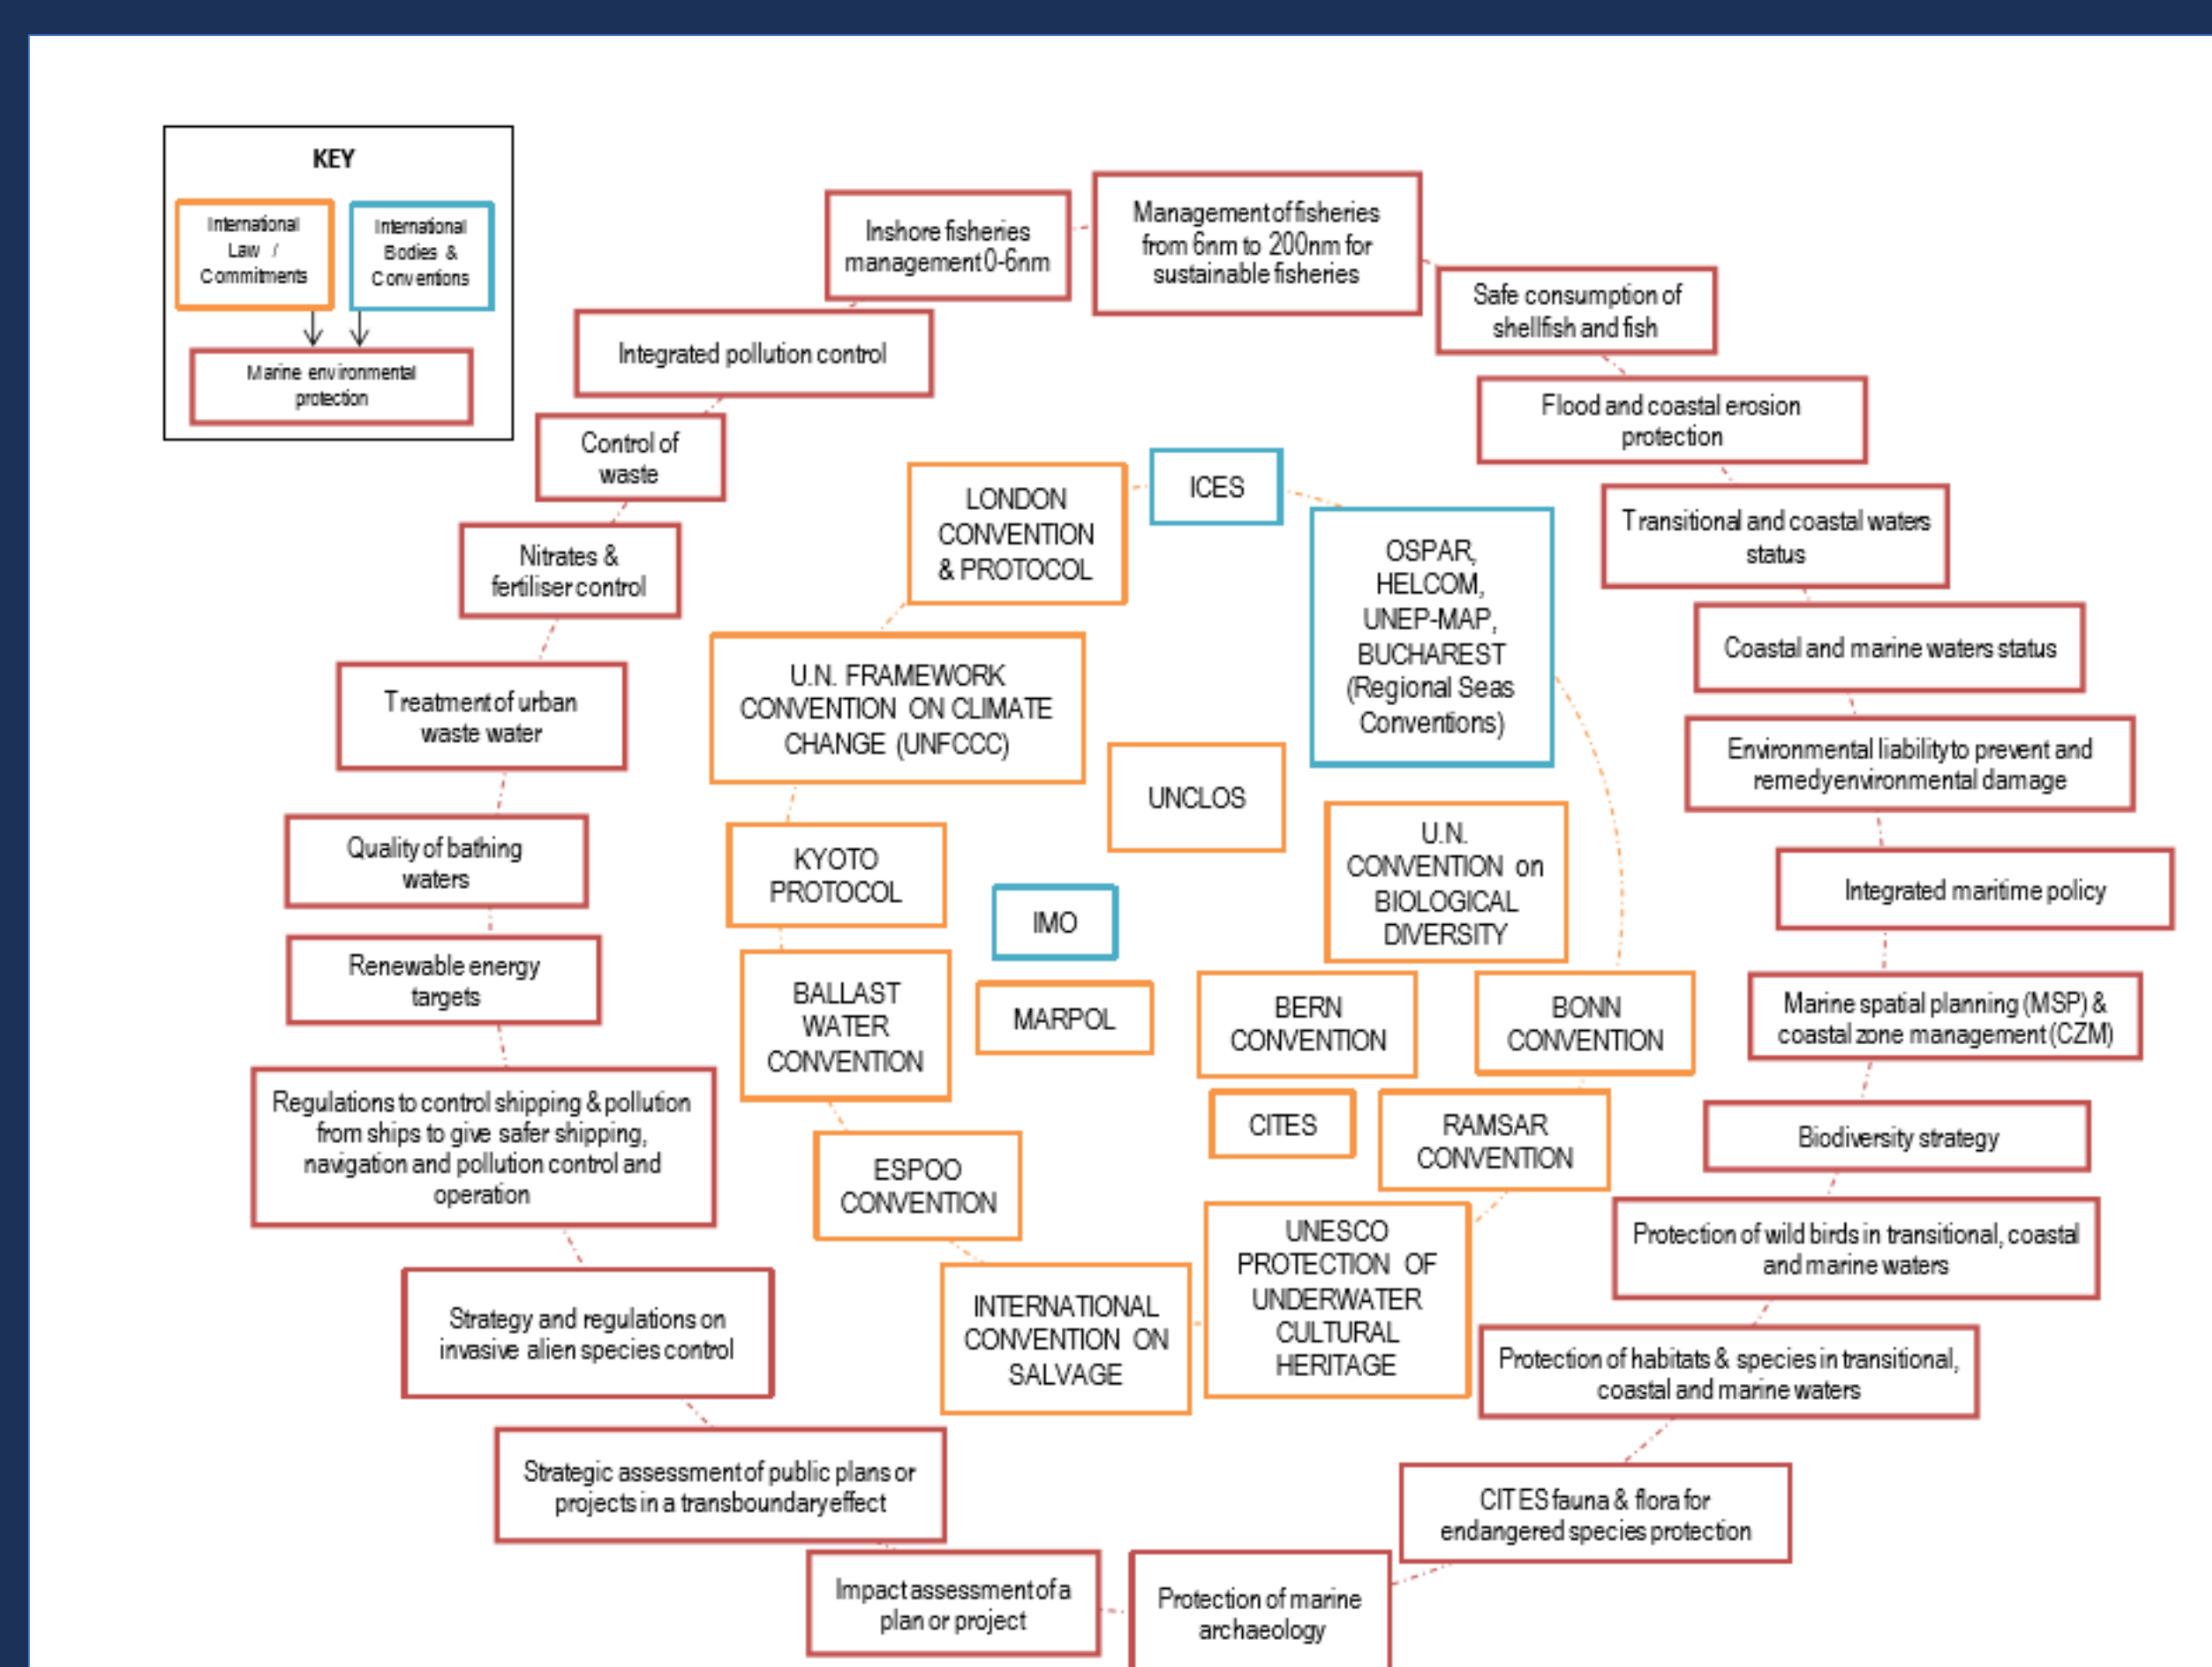 KEY
International
Law /
Commitments
International
Bodies &
Conventions
Marine environmental
protection
Inshore fisheries
management 0-6nm
Management of fisheries
from 6nm to 200nm for
sustainable fisheries
Safe consumption of
shellfish and fish
Flood and coastal erosion
protection
Transitional and coastal waters
status
Coastal and marine waters status
Environmental liability to prevent and
remedy environmental damage
Integrated maritime policy
Marine spatial planning (MSP) &
coastal zone management (CZM)
Biodiversity strategy
Protection of wild birds in transitional, coastal
and marine waters
Protection of habitats & species in transitional,
coastal and marine waters
CITES fauna & flora for
endangered species protection
Protection of marine
archaeology
Impact assessment of a
plan or project
Strategic assessment of public plans or
projects in a transboundary effect
Strategy and regulations on
invasive alien species control
Regulations to control shipping & pollution
from ships to give safer shipping,
navigation and pollution control and
operation
Renewable energy
targets
Quality of bathing
waters
Treatment of urban
waste water
Nitrates &
fertiliser control
Control of
waste
Integrated pollution control
LONDON
CONVENTION
& PROTOCOL
ICES
OSPAR,
HELCOM,
UNEP-MAP,
BUCHAREST
(Regional Seas
Conventions)
U.N. FRAMEWORK
CONVENTION ON CLIMATE
CHANGE (UNFCCC)
UNCLOS
U.N.
CONVENTION on
BIOLOGICAL
DIVERSITY
KYOTO
PROTOCOL
IMO
BALLAST
WATER
CONVENTION
MARPOL
BERN
CONVENTION
BONN
CONVENTION
CITES
RAMSAR
CONVENTION
ESPOO
CONVENTION
UNESCO
PROTECTION OF
UNDERWATER
CULTURAL
HERITAGE
INTERNATIONAL
CONVENTION ON
SALVAGE